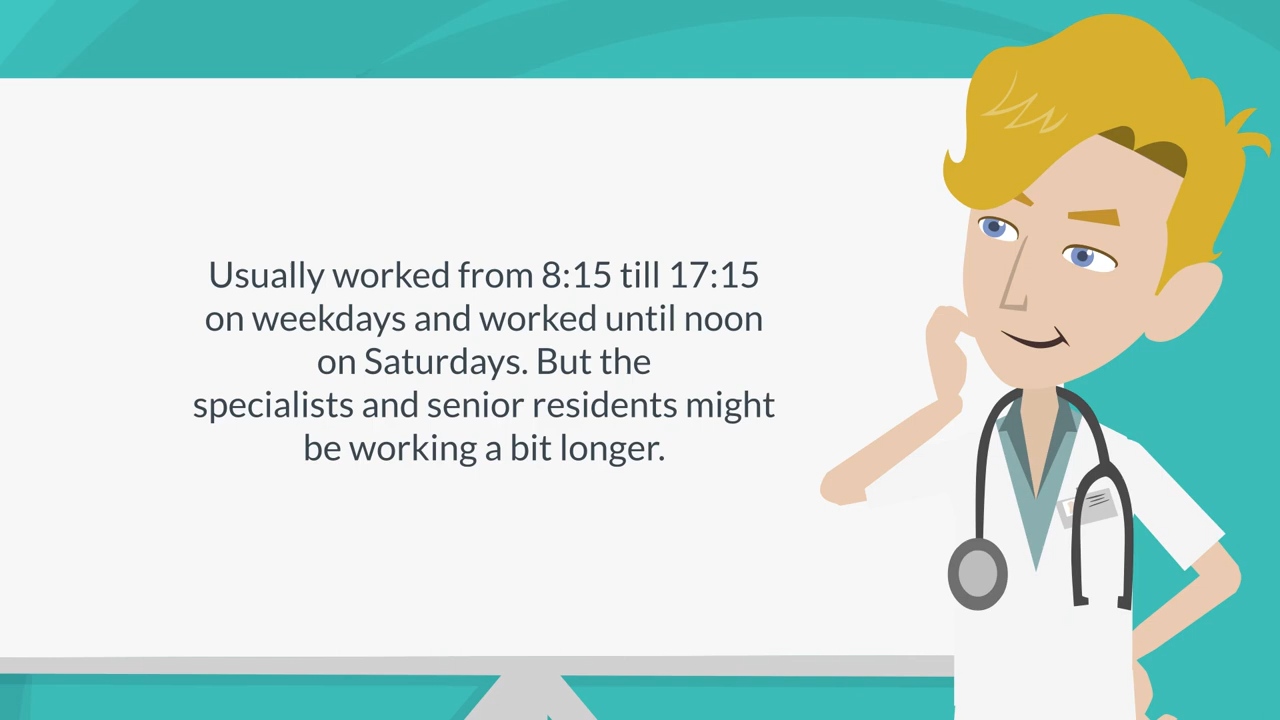 Usually worked from 8:15 till 17:15
on weekdays and worked until noon
on Saturdays. But the
specialists and senior residents might
be working a bit longer.